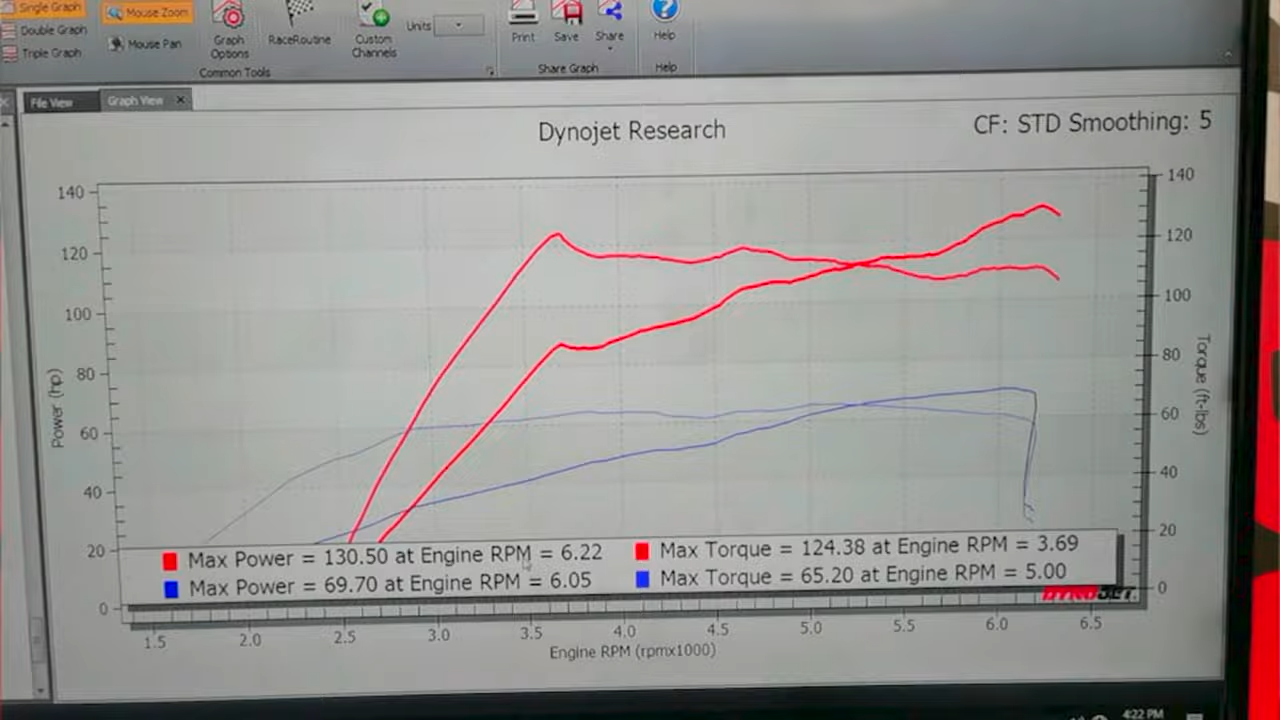 Single Graph
Mouse Zoom
Double Graph
Mouse Pan
Triple Graph
Graph Options
RaceRoutine
Custom Channels
Units
Common Tools
Print
Save
Share
Share Graph
Help
Help
File View
Graph View
Dynojet Research
CF: STD Smoothing: 5
140
120
100
80
60
40
20
0
Power (hp)
140
120
100
80
60
40
20
0
Torque (ft-lbs)
Max Power = 130.50 at Engine RPM = 6.22
Max Torque = 124.38 at Engine RPM = 3.69
Max Power = 69.70 at Engine RPM = 6.05
Max Torque = 65.20 at Engine RPM = 5.00
1.5 2.0 2.5 3.0 3.5 4.0 4.5 5.0 5.5 6.0 6.5
Engine RPM (rpmx1000)
4:22 PM